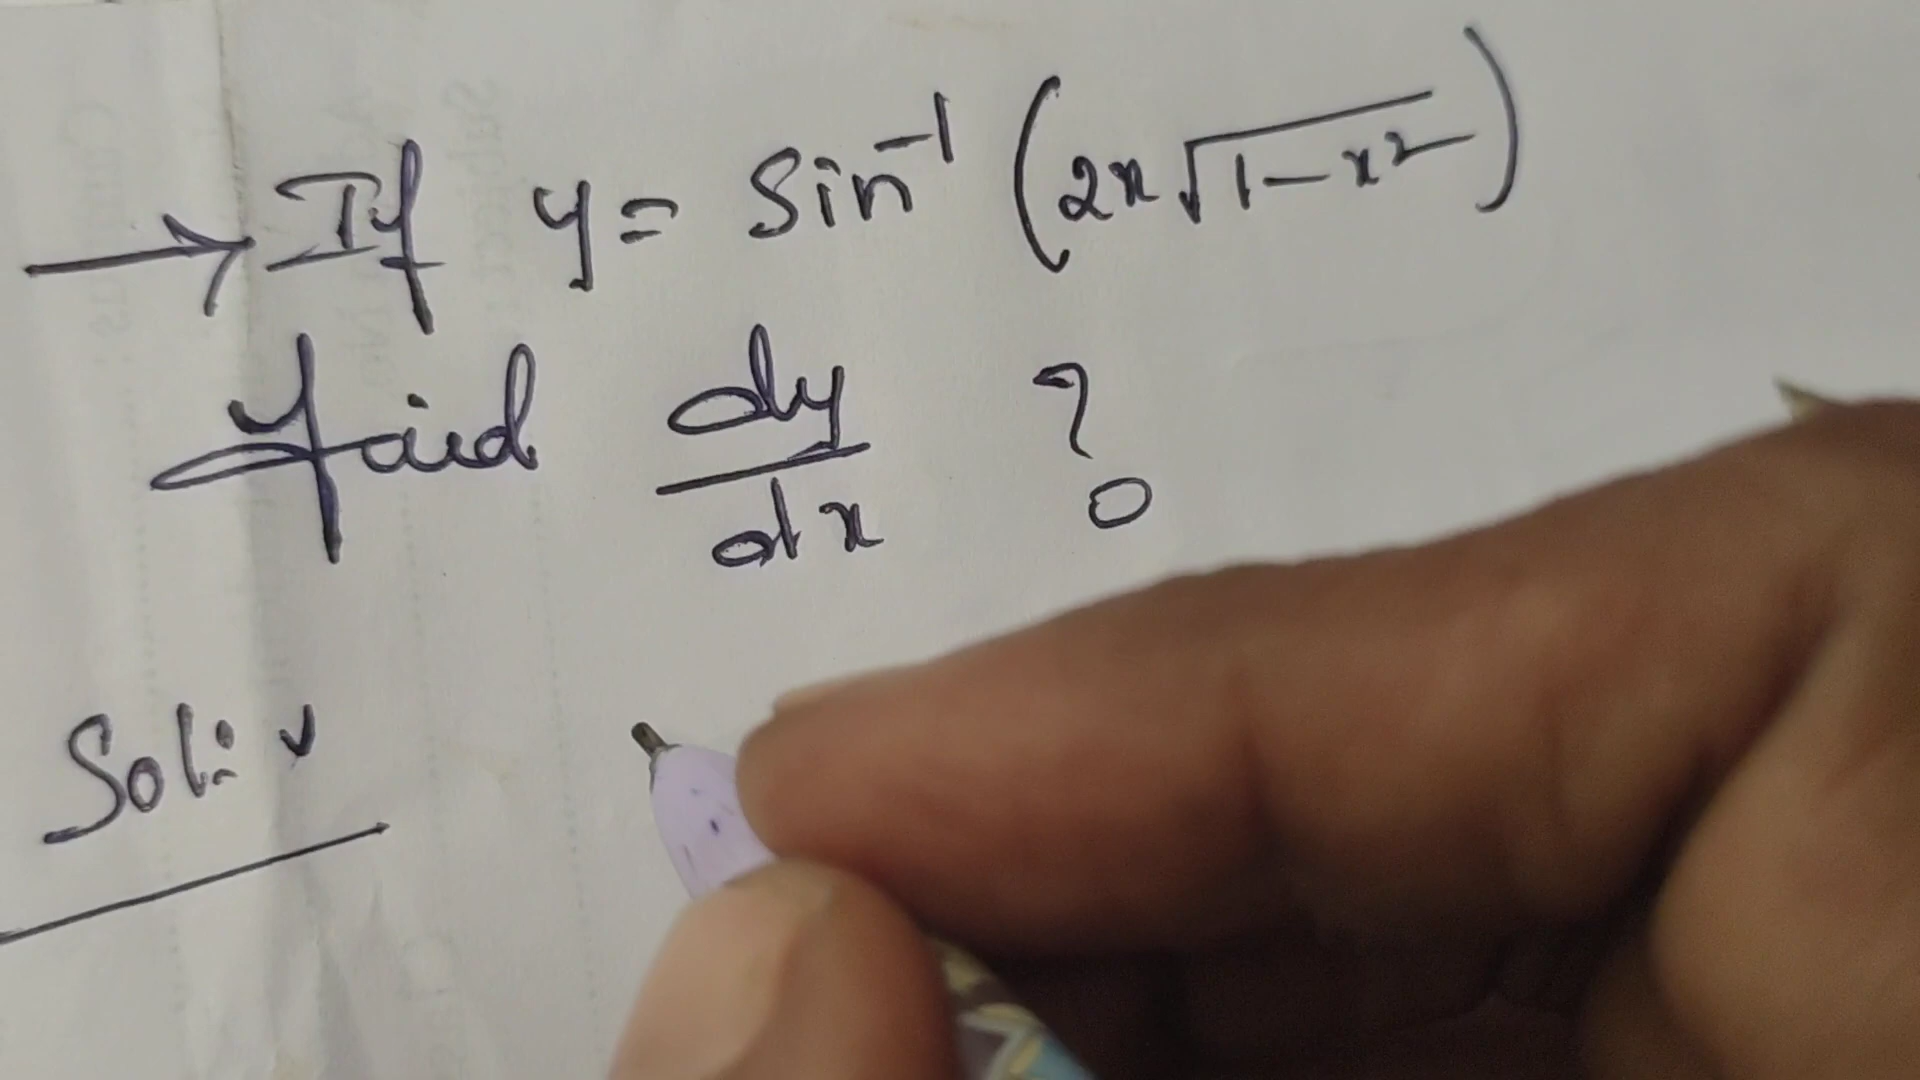 → If y = Sin⁻¹ (2x√1-x²)
find dy/dx ?
Sol: